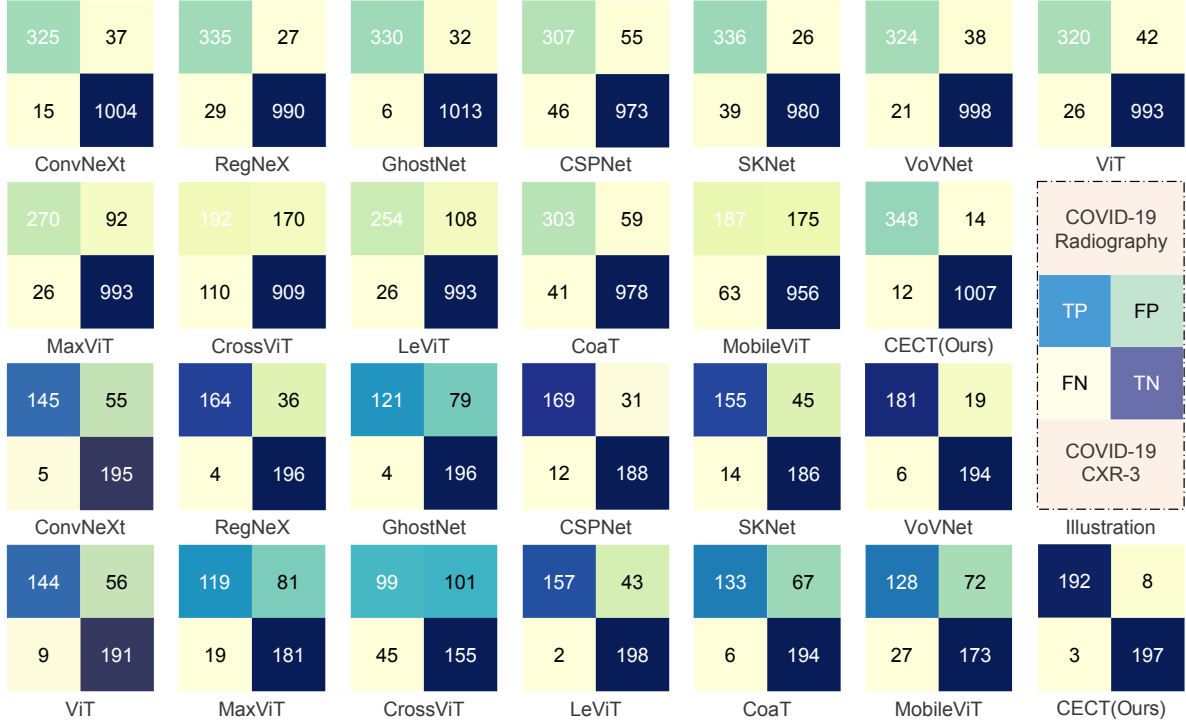 325 37 335 27 330 32 307 55 336 26 324 38 320 42
15 1004 29 990 6 1013 46 973 39 980 21 998 26 993
ConvNeXt RegNeX GhostNet CSPNet SKNet VoVNet ViT
270 92 192 170 254 108 303 59 187 175 348 14
26 993 110 909 26 993 41 978 63 956 12 1007
MaxViT CrossViT LeViT CoaT MobileViT CECT(Ours)
COVID-19
Radiography
TP FP
FN TN
COVID-19
CXR-3
Illustration
145 55 164 36 121 79 169 31 155 45 181 19
5 195 4 196 4 196 12 188 14 186 6 194
ConvNeXt RegNeX GhostNet CSPNet SKNet VoVNet
144 56 119 81 99 101 157 43 133 67 128 72 192 8
9 191 19 181 45 155 2 198 6 194 27 173 3 197
ViT MaxViT CrossViT LeViT CoaT MobileViT CECT(Ours)